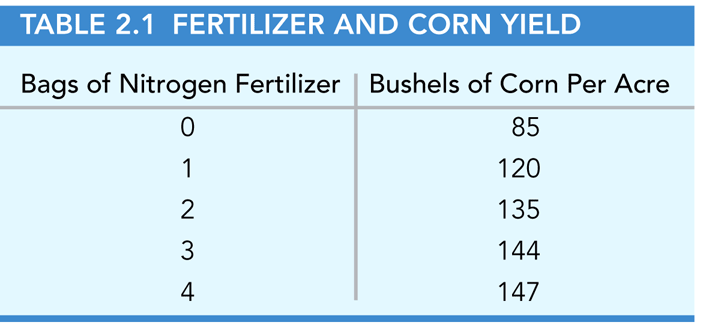 TABLE 2.1 FERTILIZER AND CORN YIELD
Bags of Nitrogen Fertilizer Bushels of Corn Per Acre
0 85
1 120
2 135
3 144
4 147